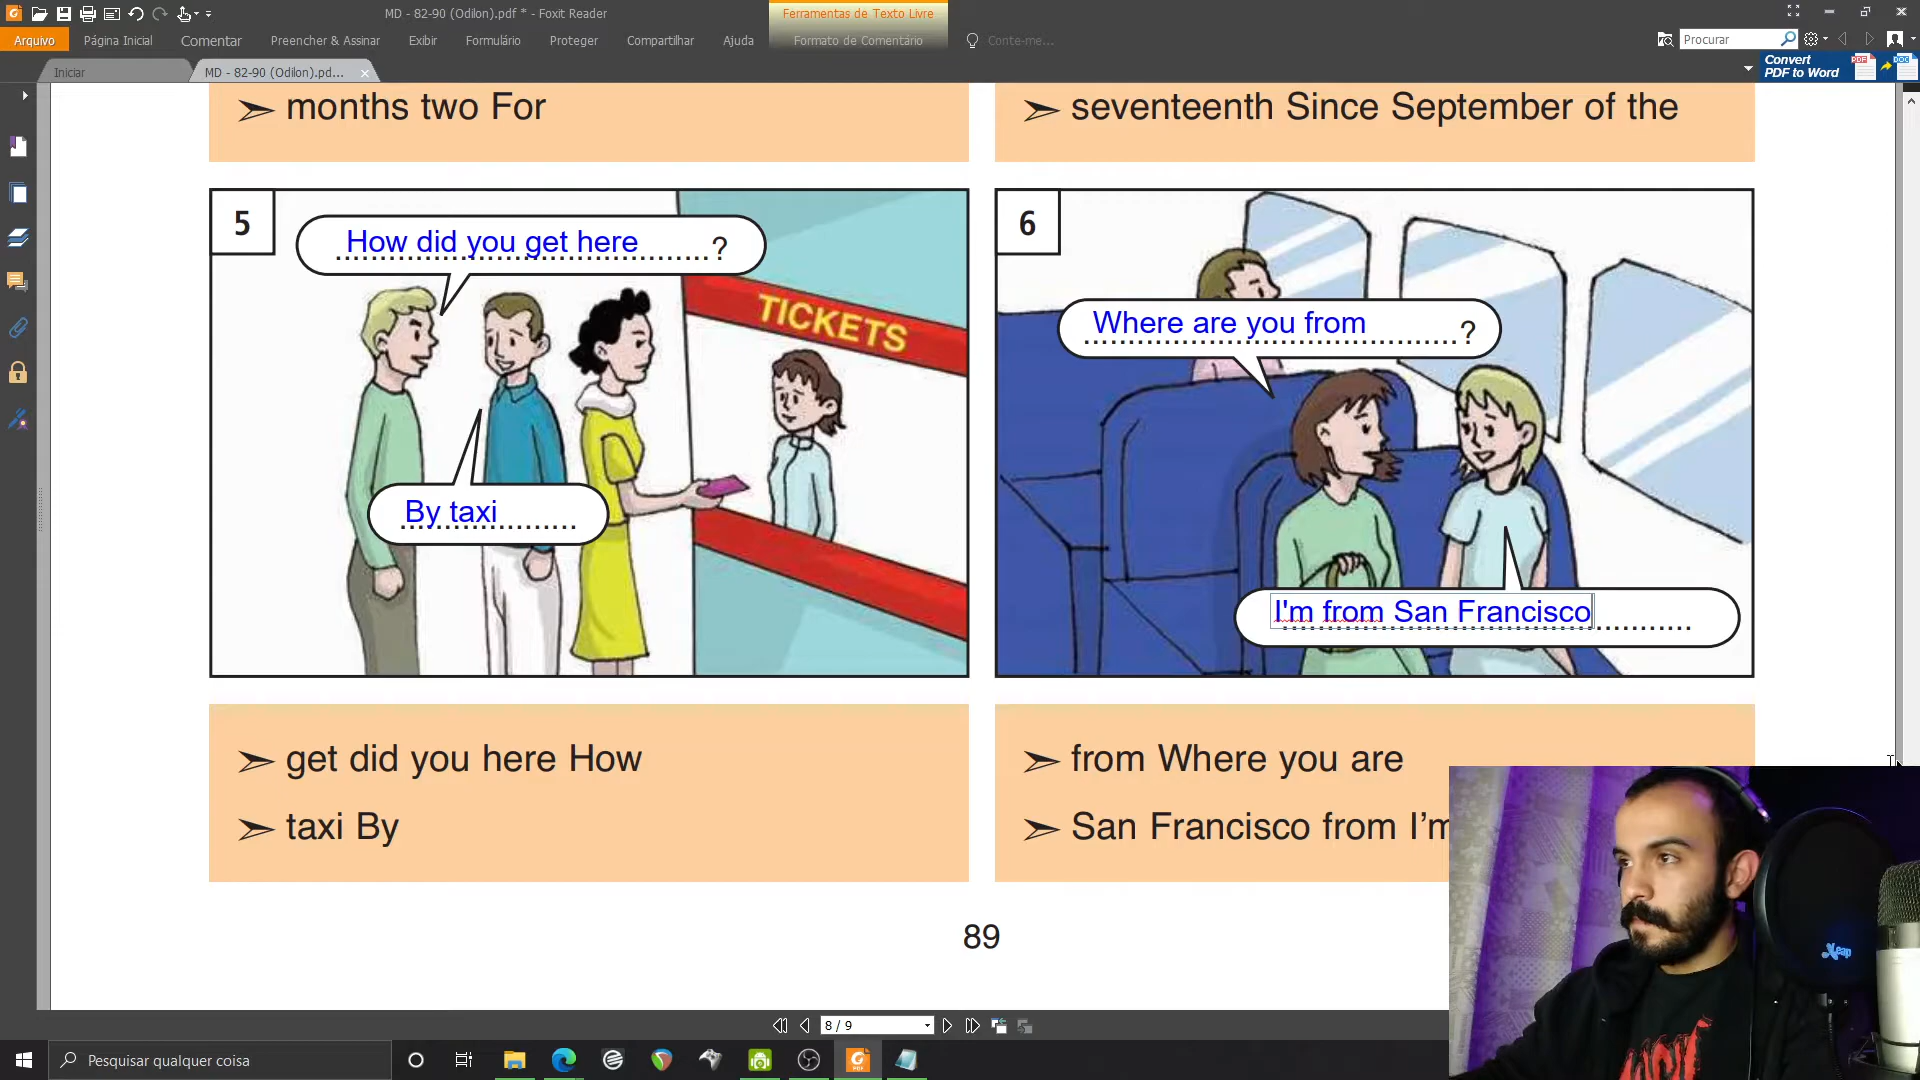 MD - 82-90 (Odilon).pdf * - Foxit Reader
Ferramentas de Texto Livre
Arquivo
Página Inicial
Comentar
Preencher & Assinar
Exibir
Formulário
Proteger
Compartilhar
Ajuda
Formato de Comentário
Conte-me...
Procurar
Iniciar
MD - 82-90 (Odilon).pd...
Convert
PDF to Word
PDF
DOC
➢ months two For
➢ seventeenth Since September of the
5
How did you get here ?
TICKETS
By taxi
6
Where are you from ?
I'm from San Francisco
➢ get did you here How
➢ taxi By
➢ from Where you are
➢ San Francisco from I'm
89
8 / 9
Pesquisar qualquer coisa